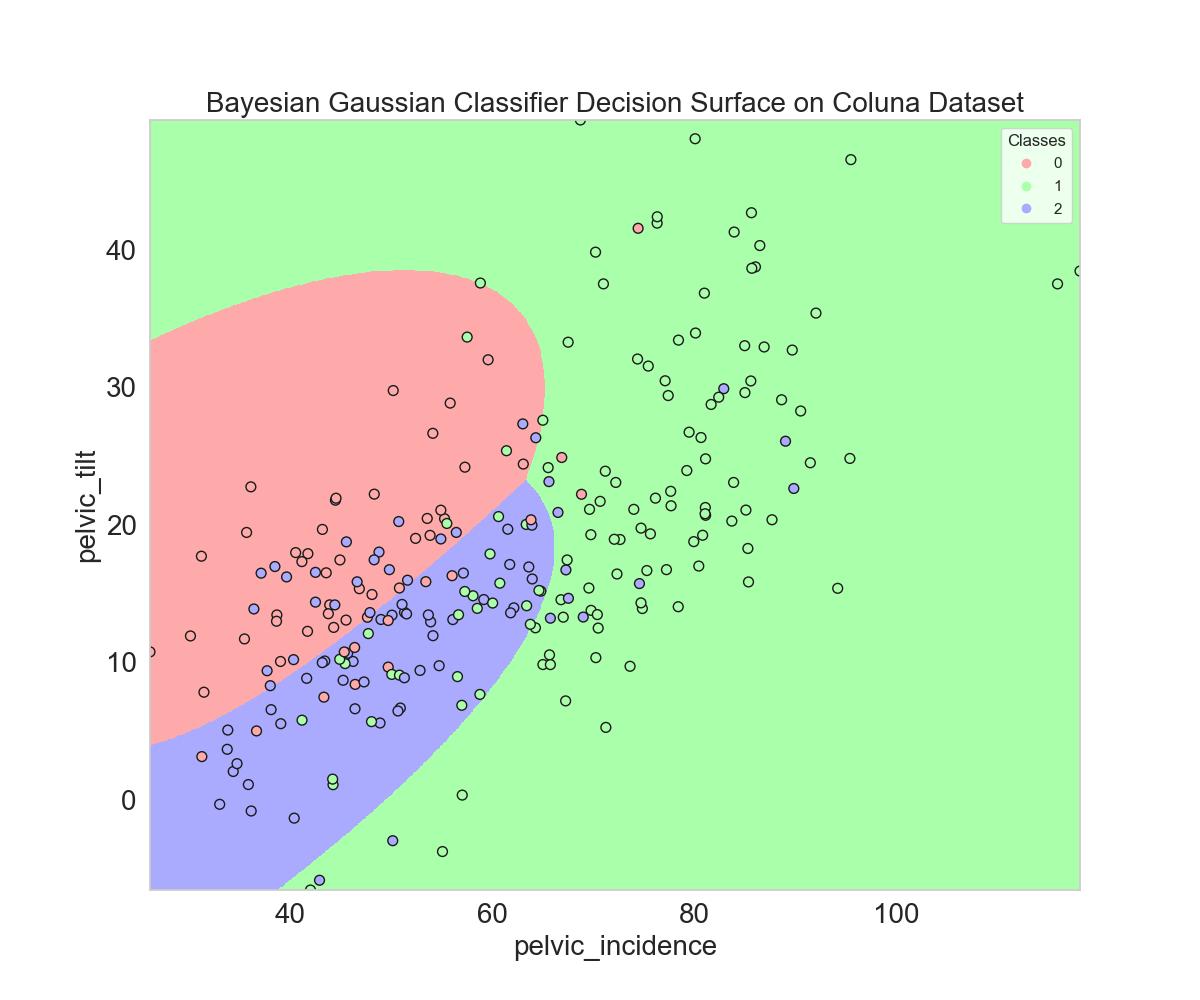 Bayesian Gaussian Classifier Decision Surface on Coluna Dataset
Classes
0
1
2
40
30
20
10
0
pelvic_tilt
40 60 80 100
pelvic_incidence